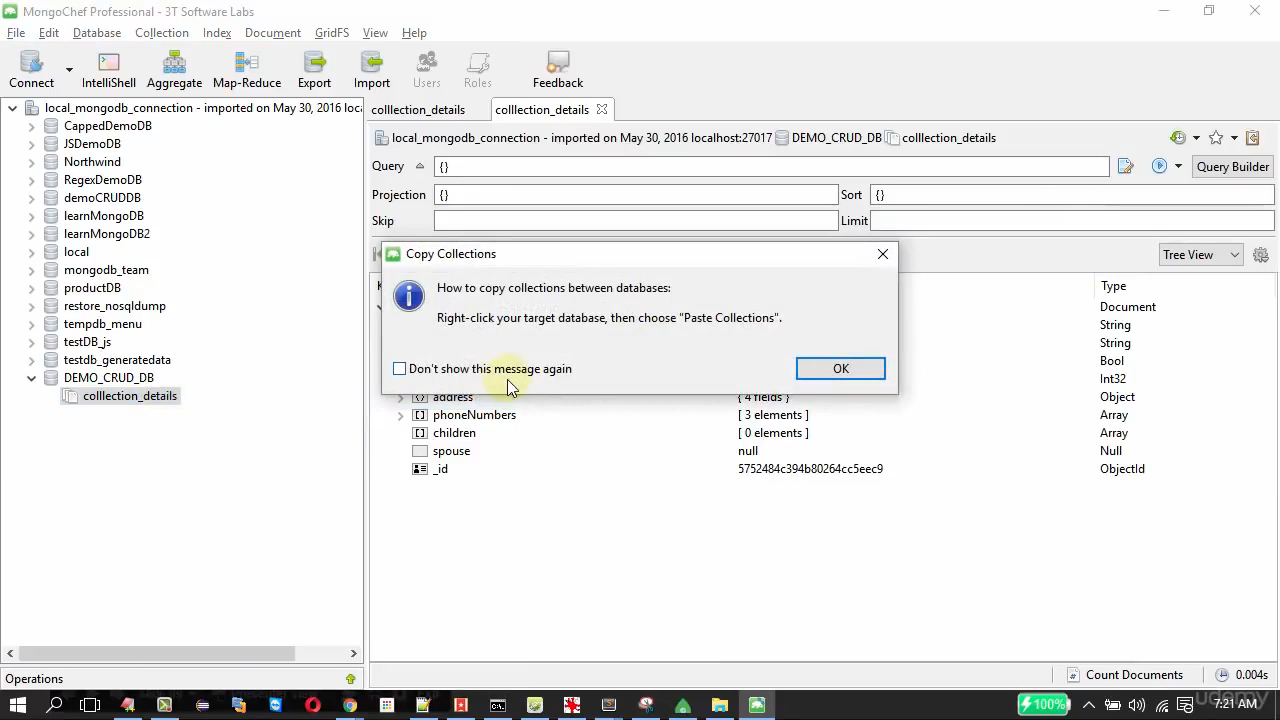 MongoChef Professional - 3T Software Labs
File Edit Database Collection Index Document GridFS View Help
Connect IntelliShell Aggregate Map-Reduce Export Import Users Roles Feedback
local_mongodb_connection - imported on May 30, 2016 loca
CappedDemoDB
JSDemoDB
Northwind
RegexDemoDB
demoCRUDDB
learnMongoDB
learnMongoDB2
local
mongodb_team
productDB
restore_nosqldump
tempdb_menu
testDB_js
testdb_generatedata
DEMO_CRUD_DB
colllection_details
Operations
colllection_details colllection_details
local_mongodb_connection - imported on May 30, 2016 localhost:27017 DEMO_CRUD_DB colllection_details
Query {} Query Builder
Projection {} Sort {}
Skip Limit
Tree View
Copy Collections
How to copy collections between databases:
Right-click your target database, then choose "Paste Collections".
Don't show this message again OK
Type
Document
String
String
Bool
Int32
address { 4 fields } Object
phoneNumbers [ 3 elements ] Array
children [ 0 elements ] Array
spouse null Null
_id 5752484c394b80264cc5eec9 ObjectId
Count Documents 0.004s
100% 7:21 AM
udemy